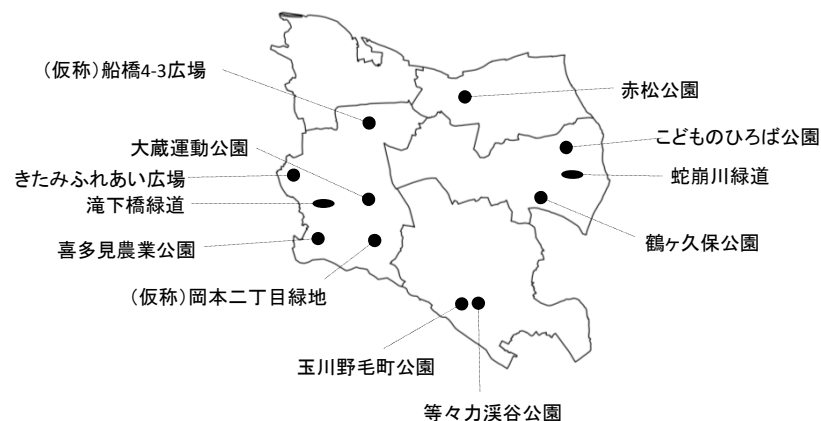 （仮称）船橋4-3広場
赤松公園
こどものひろば公園
大蔵運動公園
きたみふれあい広場
蛇崩川緑道
滝下橋緑道
喜多見農業公園
鶴ヶ久保公園
（仮称）岡本二丁目緑地
玉川野毛町公園
等々力渓谷公園